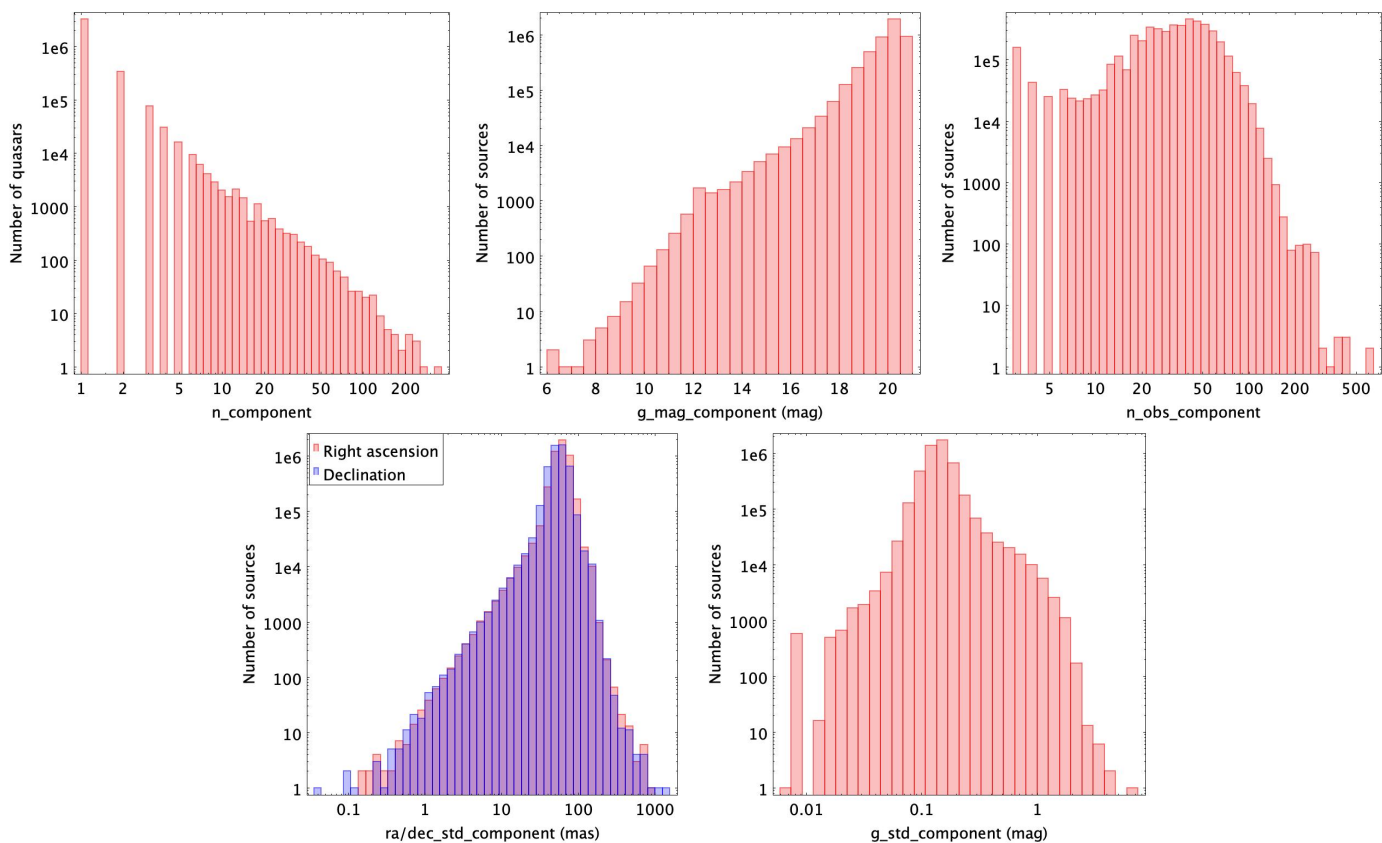 Number of quasars
1e6
1e5
1e4
1000
100
10
1
1 2 5 10 20 50 100 200
n_component
Number of sources
1e6
1e5
1e4
1000
100
10
1
6 8 10 12 14 16 18 20
g_mag_component (mag)
Number of sources
1e5
1e4
1000
100
10
1
5 10 20 50 100 200 500
n_obs_component
Right ascension
Declination
Number of sources
1e6
1e5
1e4
1000
100
10
1
0.1 1 10 100 1000
ra/dec_std_component (mas)
Number of sources
1e6
1e5
1e4
1000
100
10
1
0.01 0.1 1
g_std_component (mag)